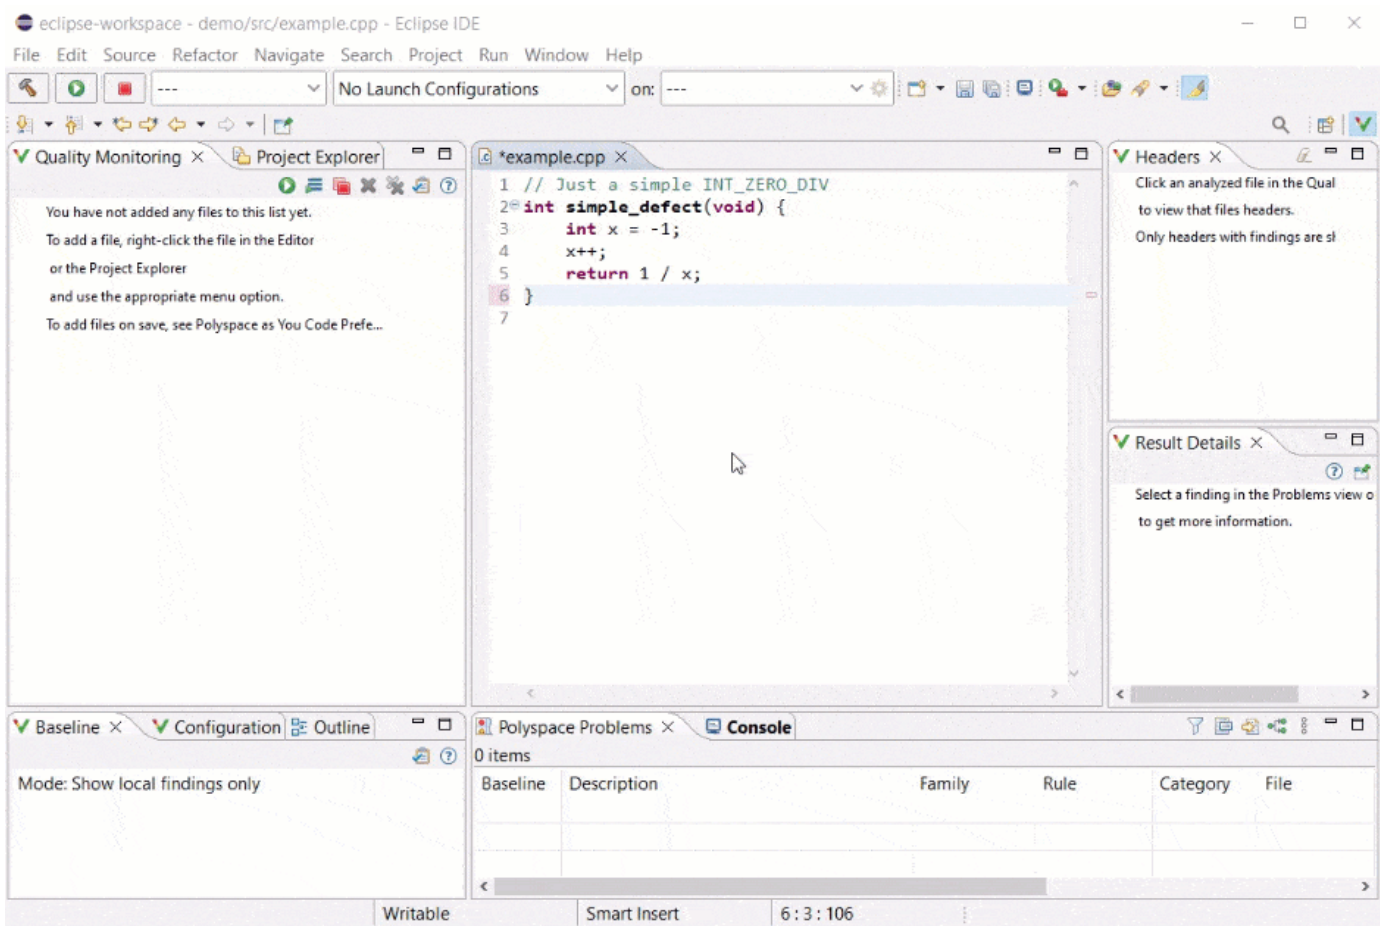 eclipse-workspace - demo/src/example.cpp - Eclipse IDE
File Edit Source Refactor Navigate Search Project Run Window Help
--- No Launch Configurations on: ---
Quality Monitoring Project Explorer
You have not added any files to this list yet.
To add a file, right-click the file in the Editor
or the Project Explorer
and use the appropriate menu option.
To add files on save, see Polyspace as You Code Prefe...
*example.cpp
1 // Just a simple INT_ZERO_DIV
2 int simple_defect(void) {
3 int x = -1;
4 x++;
5 return 1 / x;
6 }
7
Headers
Click an analyzed file in the Qual
to view that files headers.
Only headers with findings are sh
Result Details
Select a finding in the Problems view o
to get more information.
Baseline Configuration Outline
Mode: Show local findings only
Polyspace Problems Console
0 items
Baseline Description Family Rule Category File
Writable Smart Insert 6 : 3 : 106